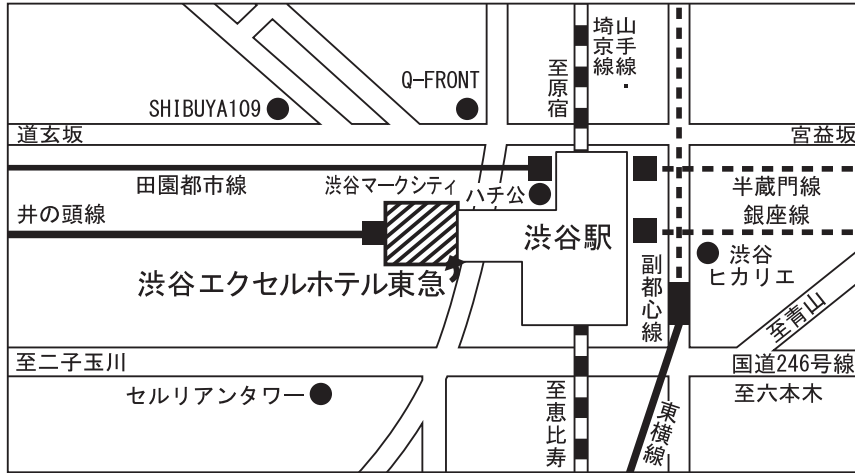 山手線・
埼京線
至原宿
Q-FRONT
SHIBUYA109
道玄坂
宮益坂
田園都市線
渋谷マークシティ
ハチ公
半蔵門線
銀座線
井の頭線
渋谷駅
渋谷
ヒカリエ
副都心線
渋谷エクセルホテル東急
至青山
至二子玉川
国道246号線
セルリアンタワー
至恵比寿
東横線
至六本木